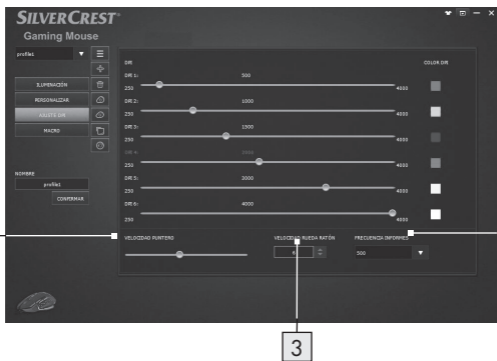 SILVERCREST®
Gaming Mouse
profile1
ILUMINACIÓN
PERSONALIZAR
AJUSTE DPI
MACRO
NOMBRE
profile1
CONFIRMAR
DPI
COLOR DPI
DPI 1:
500
250
4000
DPI 2:
1000
250
4000
DPI 3:
1500
250
4000
DPI 4:
2000
250
4000
DPI 5:
3000
250
4000
DPI 6:
4000
250
4000
VELOCIDAD PUNTERO
VELOCIDAD RUEDA RATÓN
FRECUENCIA INFORMES
6
500
3